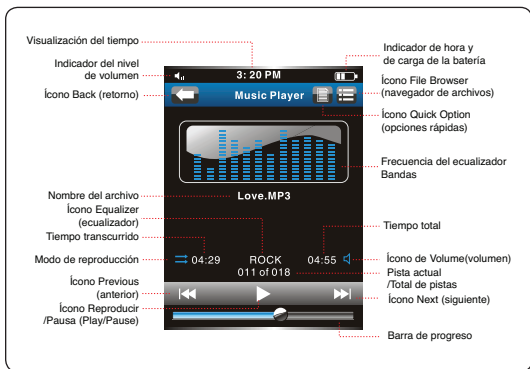 Visualización del tiempo
Indicador del nivel
de volumen
Ícono Back (retorno)
Indicador de hora y
de carga de la batería
Ícono File Browser
(navegador de archivos)
Ícono Quick Option
(opciones rápidas)
3: 20 PM
Music Player
Frecuencia del ecualizador
Bandas
Love.MP3
Nombre del archivo
Ícono Equalizer
(ecualizador)
Tiempo transcurrido
Modo de reproducción
Tiempo total
04:29
ROCK
04:55
011 of 018
Ícono de Volume(volumen)
Pista actual
/Total de pistas
Ícono Previous
(anterior)
Ícono Reproducir
/Pausa (Play/Pause)
Ícono Next (siguiente)
Barra de progreso